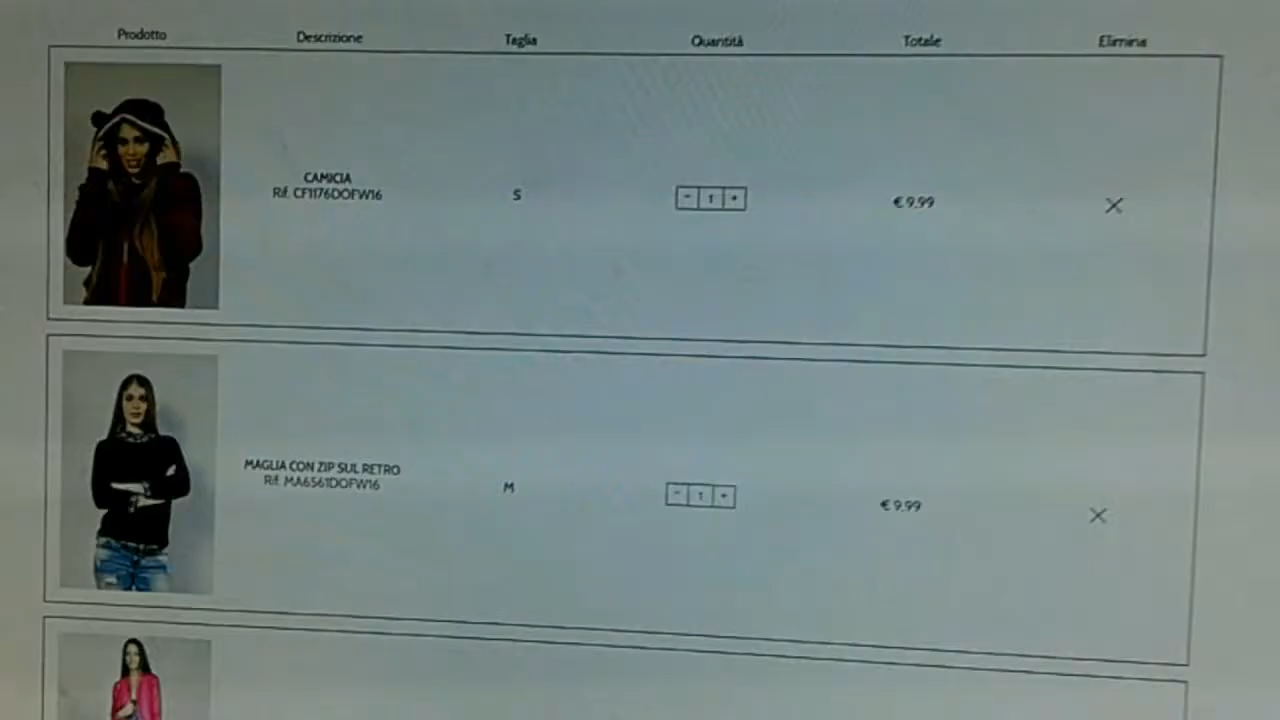 Prodotto Descrizione Taglia Quantità Totale Elimina
CAMICIA
Rif. CF1176DOFW16
S - 1 + € 9,99
MAGLIA CON ZIP SUL RETRO
Rif. MA6561DOFW16
M - 1 + € 9,99